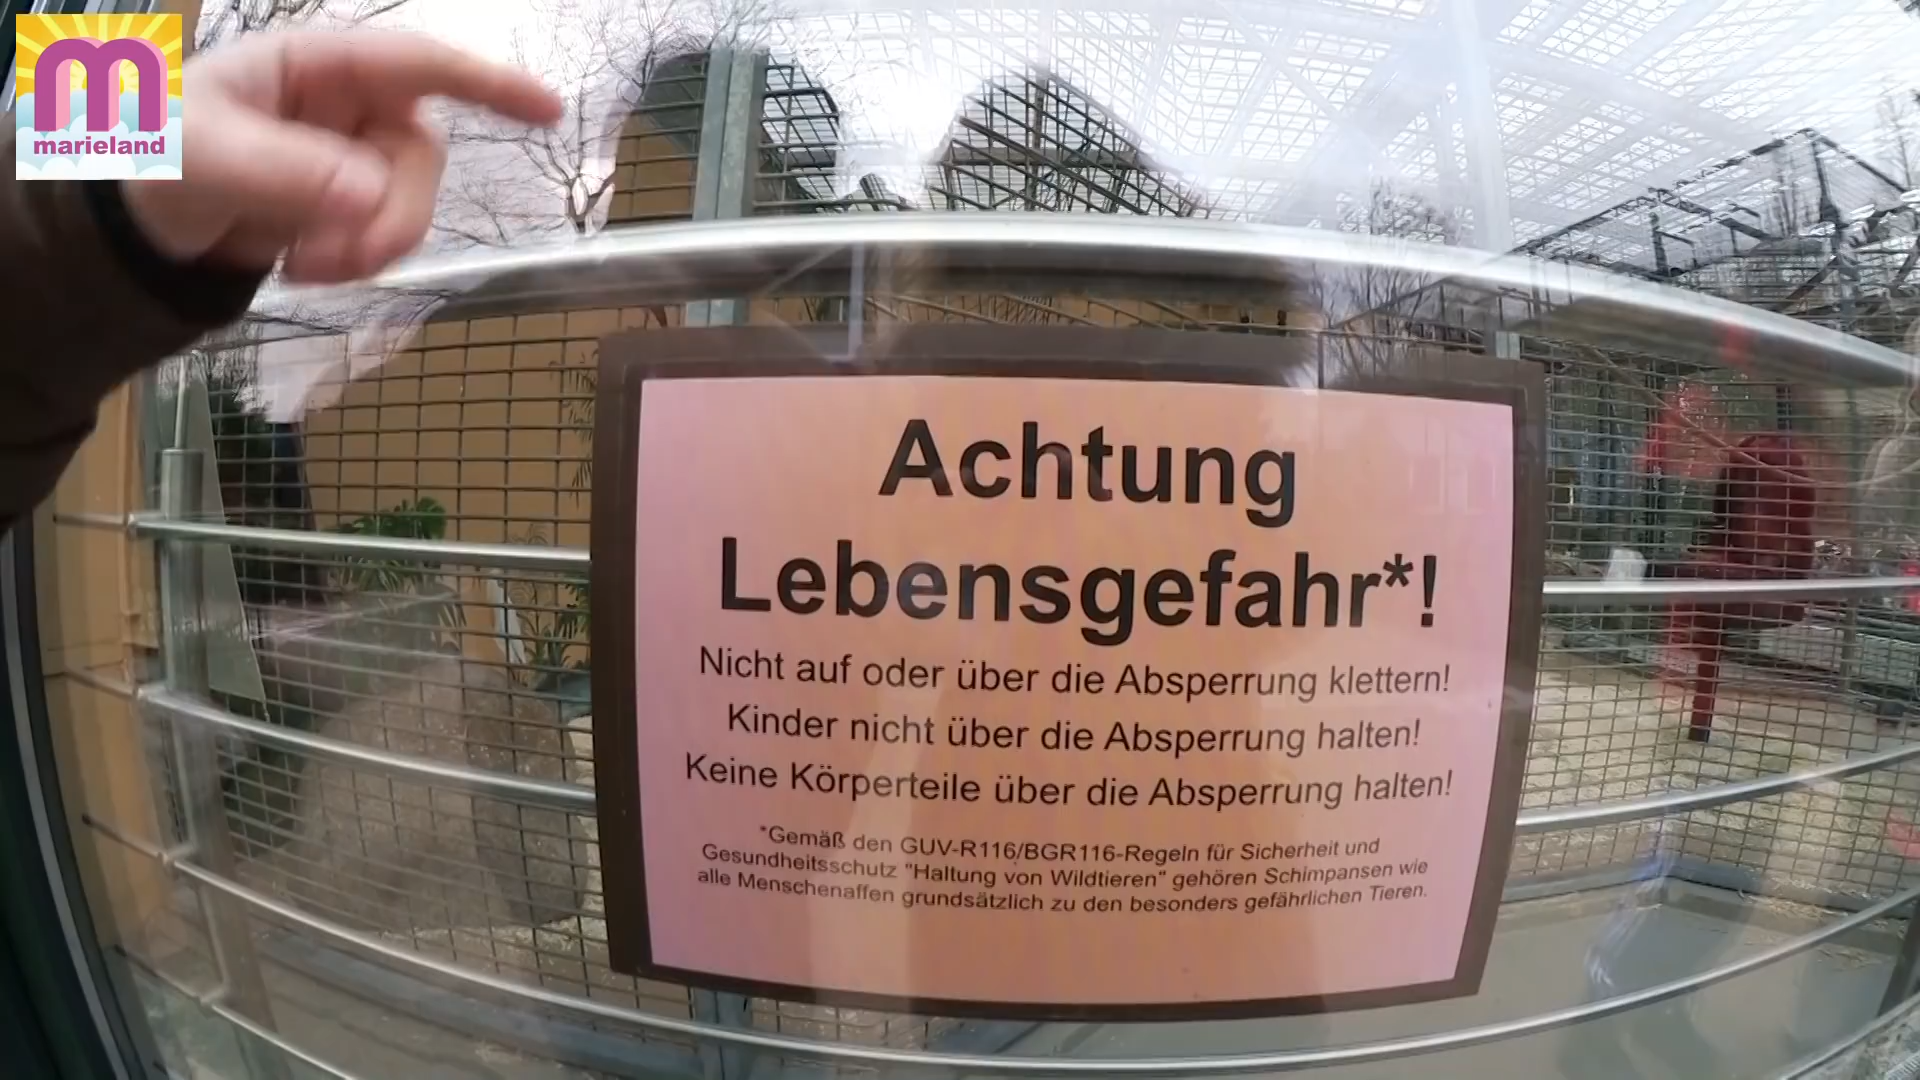 m
marieland
Achtung
Lebensgefahr*!
Nicht auf oder über die Absperrung klettern!
Kinder nicht über die Absperrung halten!
Keine Körperteile über die Absperrung halten!
*Gemäß den GUV-R116/BGR116-Regeln für Sicherheit und
Gesundheitsschutz "Haltung von Wildtieren" gehören Schimpansen wie
alle Menschenaffen grundsätzlich zu den besonders gefährlichen Tieren.